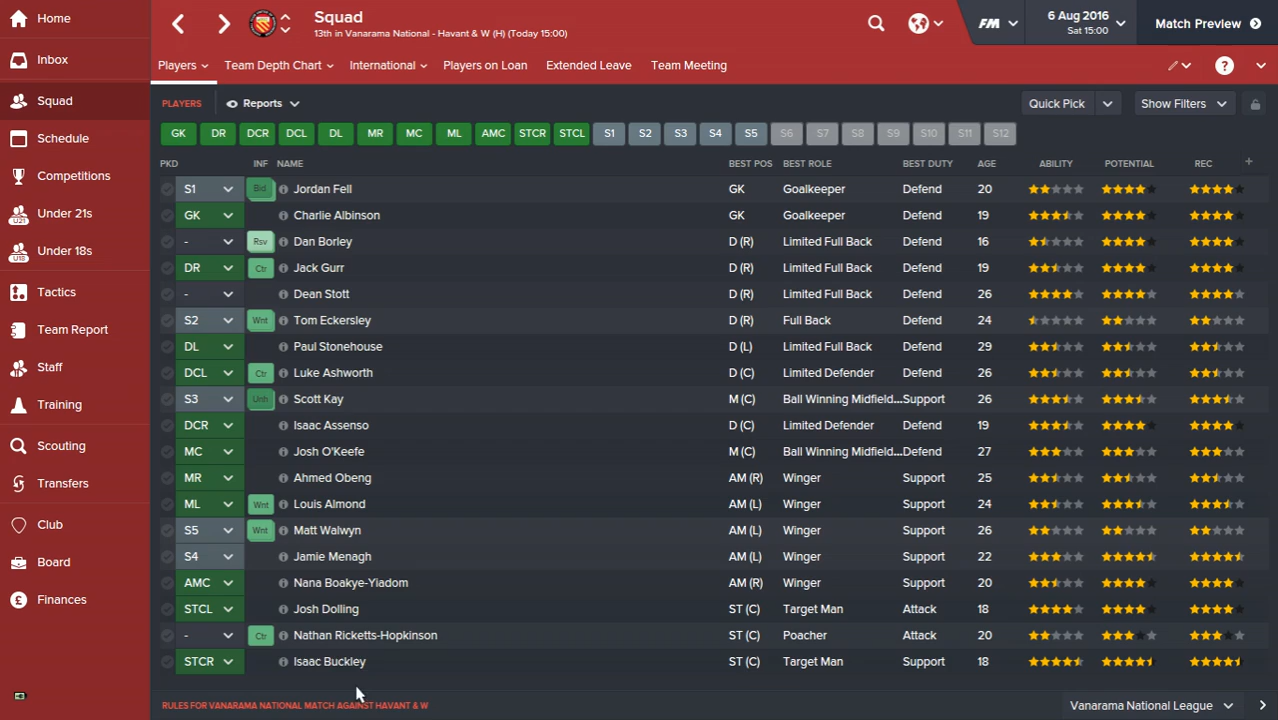 Home
Inbox
Squad
Schedule
Competitions
Under 21s
Under 18s
Tactics
Team Report
Staff
Training
Scouting
Transfers
Club
Board
Finances
Squad
13th in Vanarama National - Havant & W (H) (Today 15:00)
FM
6 Aug 2016
Sat 15:00
Match Preview
Players Team Depth Chart International Players on Loan Extended Leave Team Meeting
?
PLAYERS Reports Quick Pick Show Filters
GK DR DCR DCL DL MR MC ML AMC STCR STCL S1 S2 S3 S4 S5 S6 S7 S8 S9 S10 S11 S12
PKD INF NAME BEST POS BEST ROLE BEST DUTY AGE ABILITY POTENTIAL REC +
S1 Bid Jordan Fell GK Goalkeeper Defend 20
GK Charlie Albinson GK Goalkeeper Defend 19
- Rsv Dan Borley D (R) Limited Full Back Defend 16
DR Ctr Jack Gurr D (R) Limited Full Back Defend 19
- Dean Stott D (R) Limited Full Back Defend 26
S2 Wnt Tom Eckersley D (R) Full Back Defend 24
DL Paul Stonehouse D (L) Limited Full Back Defend 29
DCL Ctr Luke Ashworth D (C) Limited Defender Defend 26
S3 Unh Scott Kay M (C) Ball Winning Midfield... Support 26
DCR Isaac Assenso D (C) Limited Defender Defend 19
MC Josh O'Keefe M (C) Ball Winning Midfield... Defend 27
MR Ahmed Obeng AM (R) Winger Support 25
ML Wnt Louis Almond AM (L) Winger Support 24
S5 Wnt Matt Walwyn AM (L) Winger Support 26
S4 Jamie Menagh AM (L) Winger Support 22
AMC Nana Boakye-Yiadom AM (R) Winger Support 20
STCL Josh Dolling ST (C) Target Man Attack 18
- Ctr Nathan Ricketts-Hopkinson ST (C) Poacher Attack 20
STCR Isaac Buckley ST (C) Target Man Support 18
RULES FOR VANARAMA NATIONAL MATCH AGAINST HAVANT & W
Vanarama National League